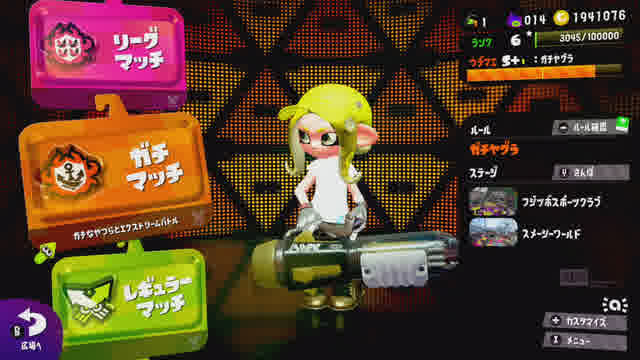 リーグ
マッチ
ガチ
マッチ
ガチなやつらとエクストリームバトル
レギュラー
マッチ
B
広場へ
1
014
1941076
ランク 6 * 3045/100000
ウデマエ S+ : ガチヤグラ
ルール
ルール確認
ガチヤグラ
ステージ
Y さんぽ
フジツボスポーツクラブ
スメーシーワールド
カスタマイズ
X メニュー